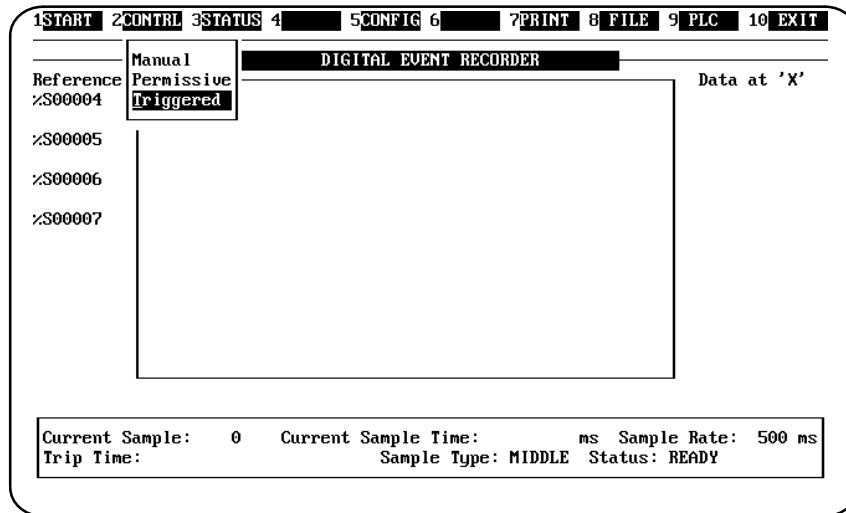 1START 2CONTRL 3STATUS 4 5CONFIG 6 7PRINT 8 FILE 9 PLC 10 EXIT
Manual
Permissive
Triggered
DIGITAL EVENT RECORDER
Reference
Data at 'X'
%S00004
%S00005
%S00006
%S00007
Current Sample: 0 Current Sample Time: ms Sample Rate: 500 ms
Trip Time: Sample Type: MIDDLE Status: READY